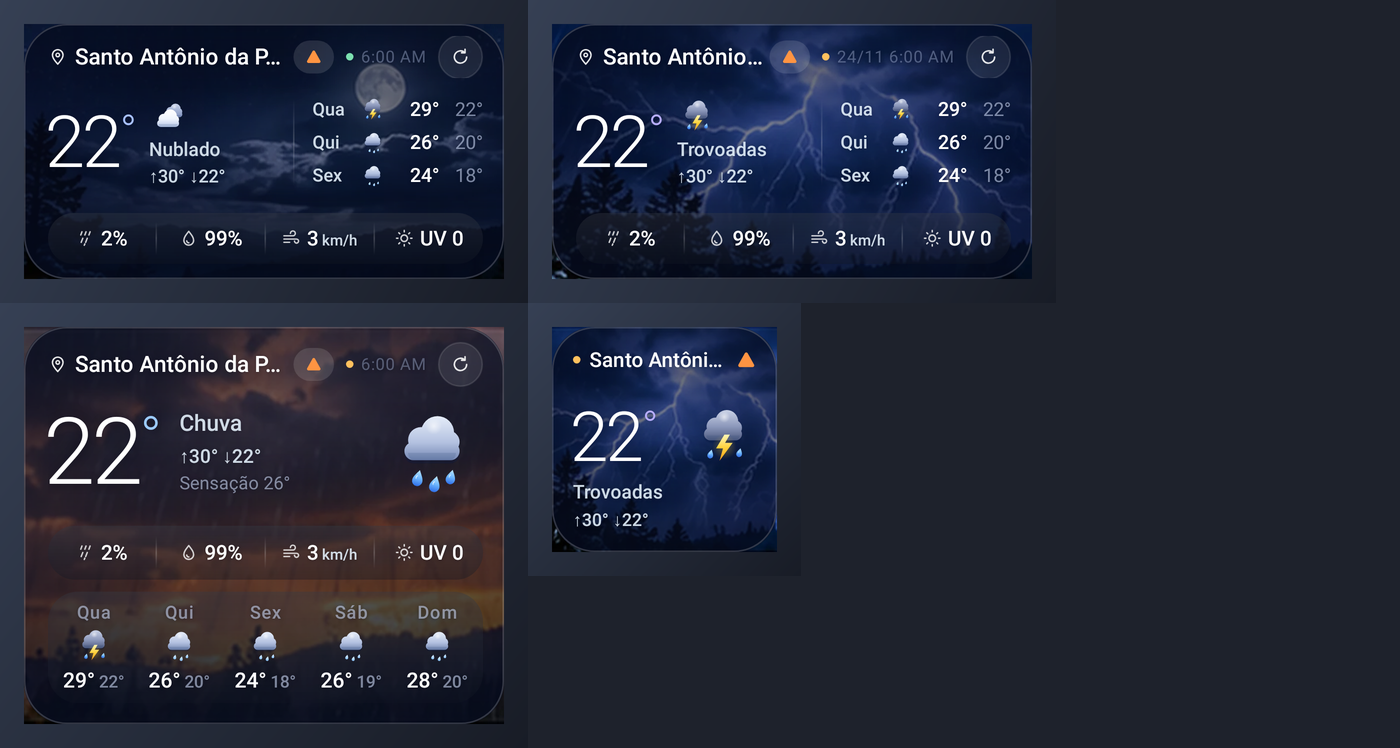 Santo Antônio da P... 6:00 AM
22° Nublado
↑30° ↓22°
Qua 29° 22°
Qui 26° 20°
Sex 24° 18°
2% 99% 3 km/h UV 0
Santo Antônio... 24/11 6:00 AM
22° Trovoadas
↑30° ↓22°
Qua 29° 22°
Qui 26° 20°
Sex 24° 18°
2% 99% 3 km/h UV 0
Santo Antônio da P... 6:00 AM
22° Chuva
↑30° ↓22°
Sensação 26°
2% 99% 3 km/h UV 0
Qua Qui Sex Sáb Dom
29° 22° 26° 20° 24° 18° 26° 19° 28° 20°
Santo Antôni...
22°
Trovoadas
↑30° ↓22°